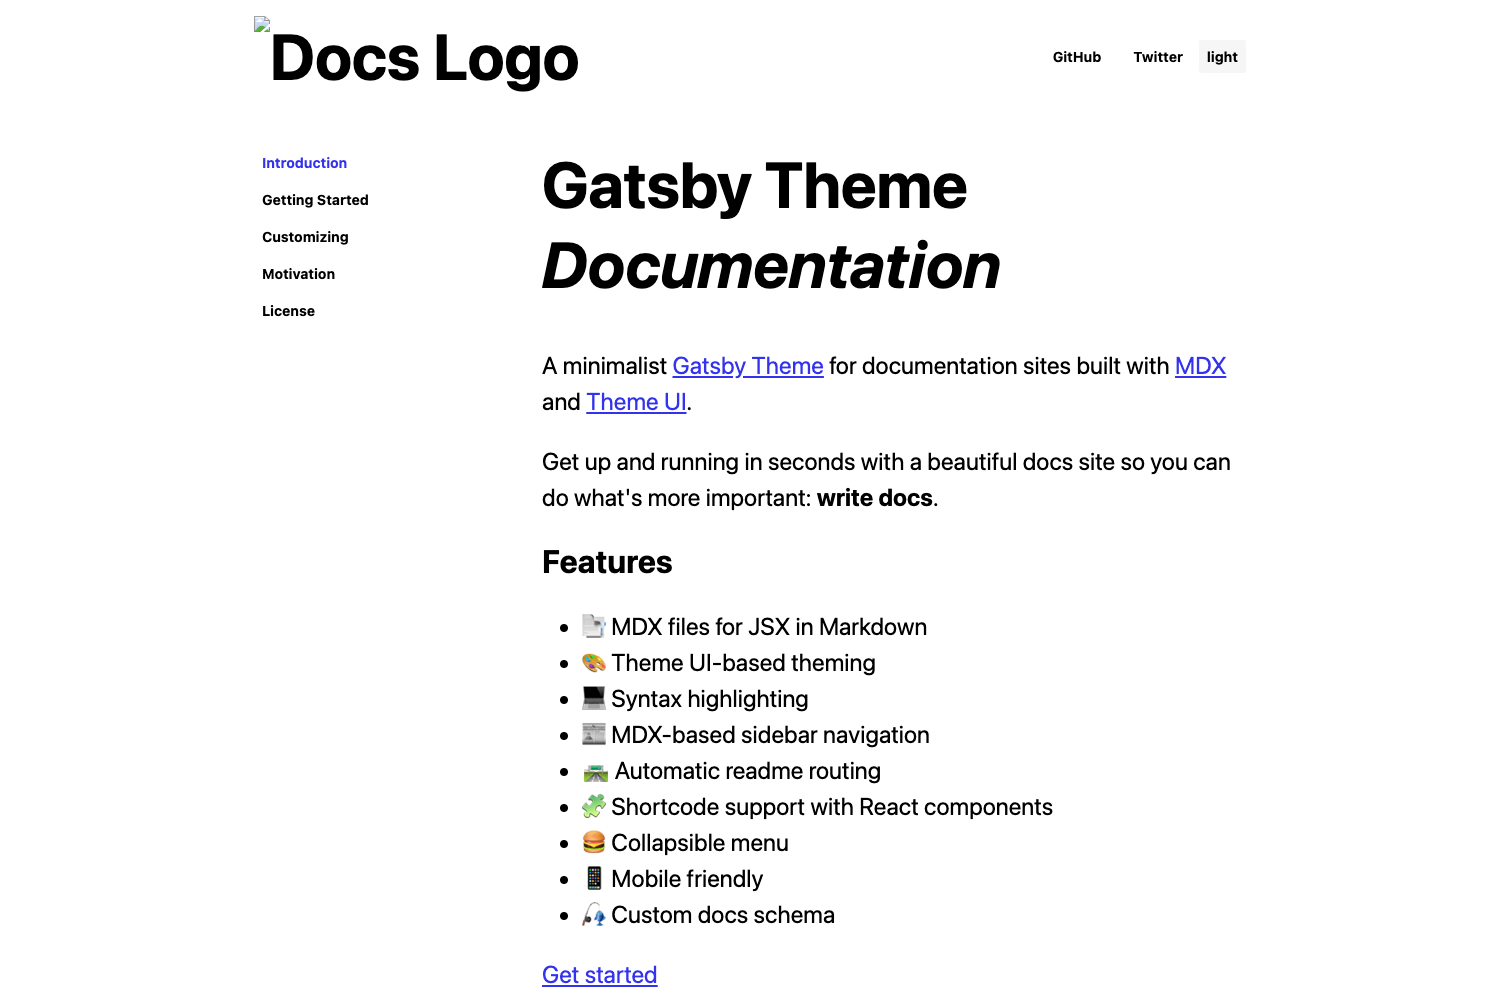 Docs Logo
GitHub Twitter light
Introduction
Getting Started
Customizing
Motivation
License
Gatsby Theme
Documentation
A minimalist Gatsby Theme for documentation sites built with MDX
and Theme UI.
Get up and running in seconds with a beautiful docs site so you can
do what's more important: write docs.
Features
MDX files for JSX in Markdown
Theme UI-based theming
Syntax highlighting
MDX-based sidebar navigation
Automatic readme routing
Shortcode support with React components
Collapsible menu
Mobile friendly
Custom docs schema
Get started